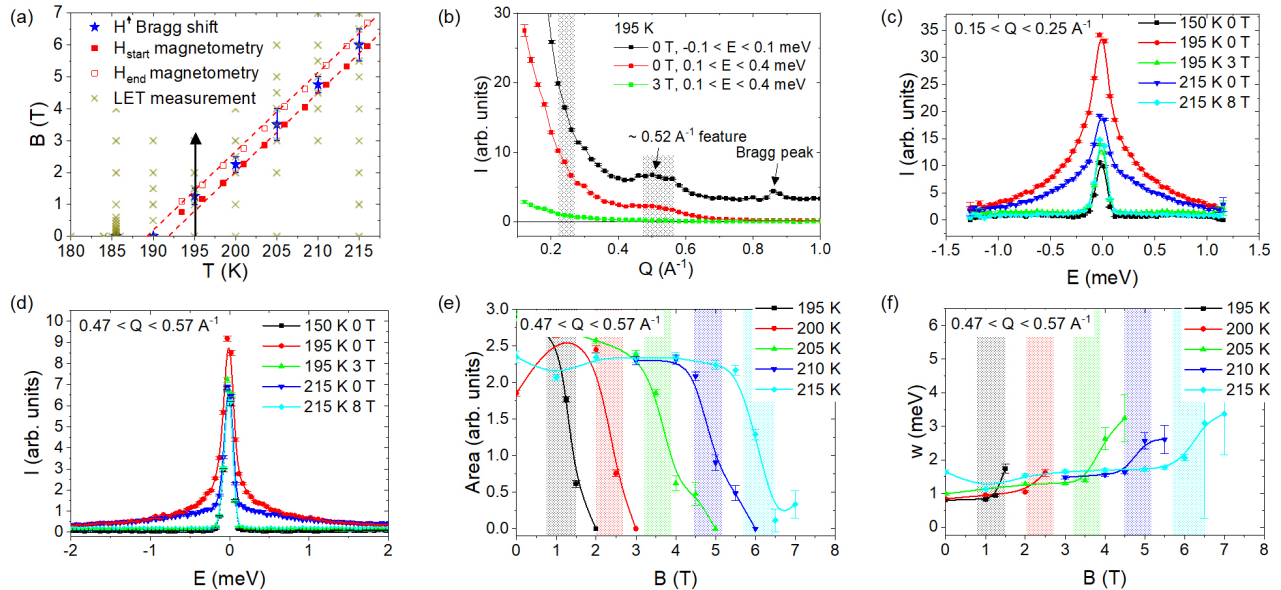 (a)
7
6
5
4
3
2
1
0
B (T)
H↑ Bragg shift
H_start magnetometry
H_end magnetometry
LET measurement
180 185 190 195 200 205 210 215
T (K)
(b)
30
20
10
0
I (arb. units)
195 K
0 T, -0.1 < E < 0.1 meV
0 T, 0.1 < E < 0.4 meV
3 T, 0.1 < E < 0.4 meV
~ 0.52 A⁻¹ feature
Bragg peak
0.2 0.4 0.6 0.8 1.0
Q (A⁻¹)
(c)
40
35
30
25
20
15
10
5
0
I (arb. units)
0.15 < Q < 0.25 A⁻¹
150 K 0 T
195 K 0 T
195 K 3 T
215 K 0 T
215 K 8 T
-1.5 -1.0 -0.5 0.0 0.5 1.0 1.5
E (meV)
(d)
11
10
9
8
7
6
5
4
3
2
1
0
I (arb. units)
0.47 < Q < 0.57 A⁻¹
150 K 0 T
195 K 0 T
195 K 3 T
215 K 0 T
215 K 8 T
-2 -1 0 1 2
E (meV)
(e)
3.0
2.5
2.0
1.5
1.0
0.5
0.0
Area (arb. units)
0.47 < Q < 0.57 A⁻¹
195 K
200 K
205 K
210 K
215 K
0 1 2 3 4 5 6 7 8
B (T)
(f)
6
5
4
3
2
1
0
w (meV)
0.47 < Q < 0.57 A⁻¹
195 K
200 K
205 K
210 K
215 K
0 1 2 3 4 5 6 7 8
B (T)